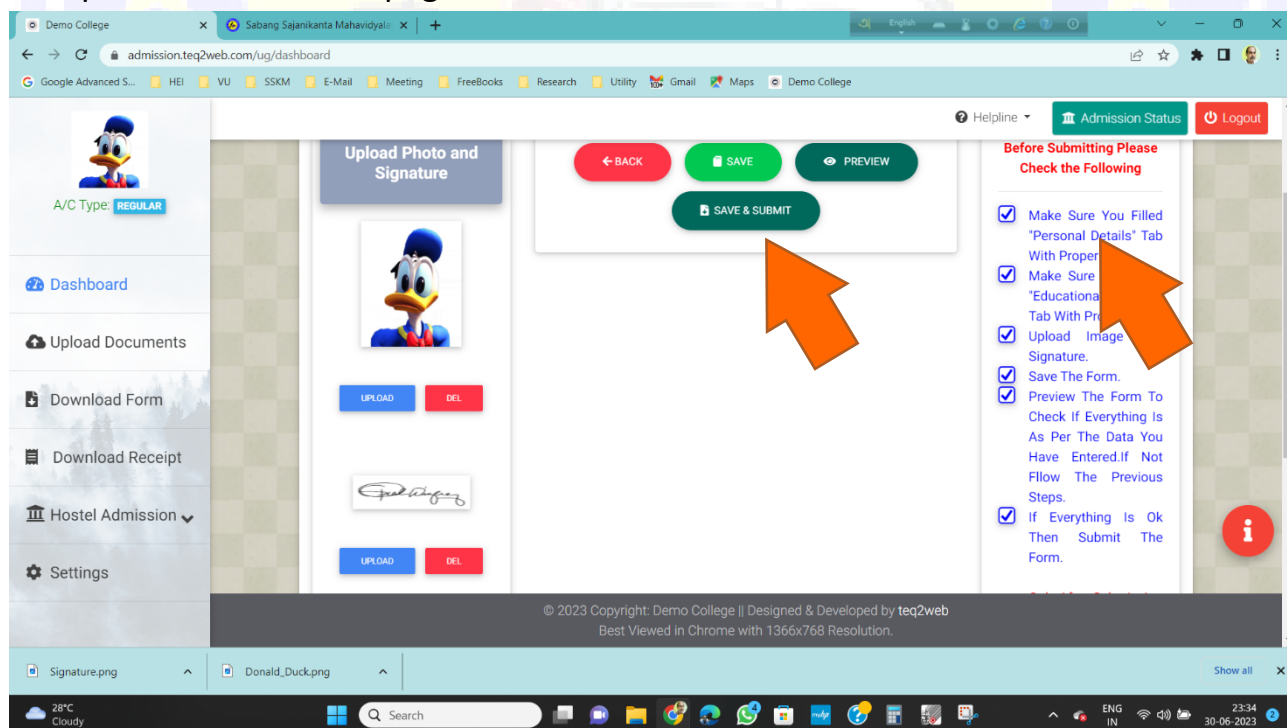 Demo College
Sabang Sajanikanta Mahavidyala
English
admission.teq2web.com/ug/dashboard
Google Advanced S...
HEI
VU
SSKM
E-Mail
Meeting
FreeBooks
Research
Utility
Gmail
Maps
Demo College
Helpline
Admission Status
Logout
A/C Type: REGULAR
Dashboard
Upload Documents
Download Form
Download Receipt
Hostel Admission
Settings
Upload Photo and
Signature
UPLOAD
DEL
UPLOAD
DEL
BACK
SAVE
PREVIEW
SAVE & SUBMIT
Before Submitting Please
Check the Following
Make Sure You Filled
"Personal Details" Tab
With Proper
Make Sure
"Educationa
Tab With Pr
Upload Image
Signature.
Save The Form.
Preview The Form To
Check If Everything Is
As Per The Data You
Have Entered.If Not
Fllow The Previous
Steps.
If Everything Is Ok
Then Submit The
Form.
© 2023 Copyright: Demo College || Designed & Developed by teq2web
Best Viewed in Chrome with 1366x768 Resolution.
Signature.png
Donald_Duck.png
Show all
28°C
Cloudy
Search
ENG
IN
23:34
30-06-2023
2